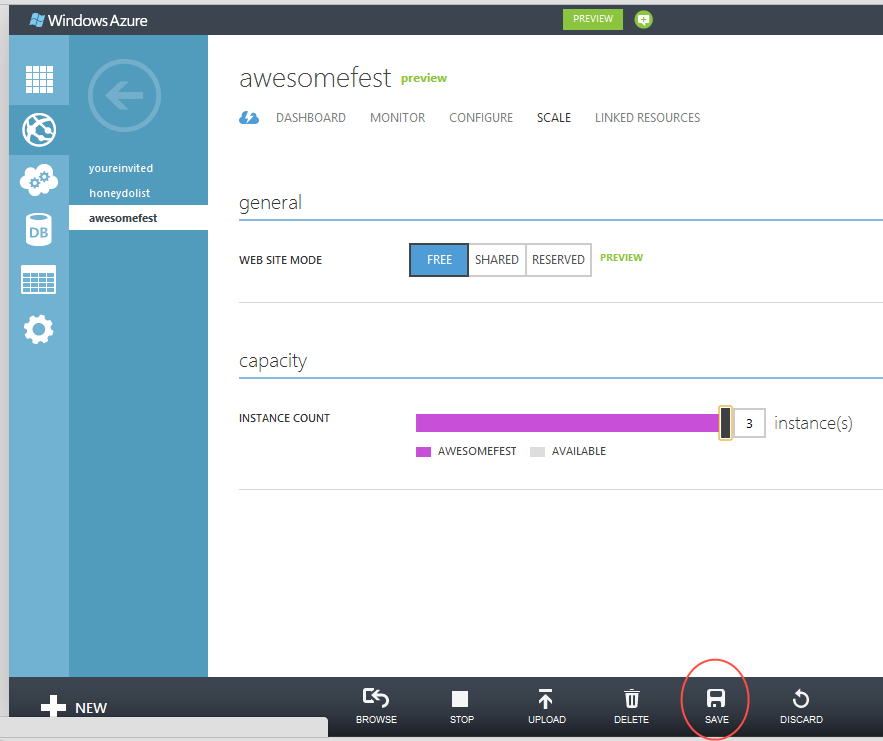 Windows Azure
PREVIEW
awesomefest preview
DASHBOARD MONITOR CONFIGURE SCALE LINKED RESOURCES
youreinvited
honeydolist
awesomefest
DB
general
WEB SITE MODE FREE SHARED RESERVED PREVIEW
capacity
INSTANCE COUNT 3 instance(s)
AWESOMEFEST AVAILABLE
NEW BROWSE STOP UPLOAD DELETE SAVE DISCARD